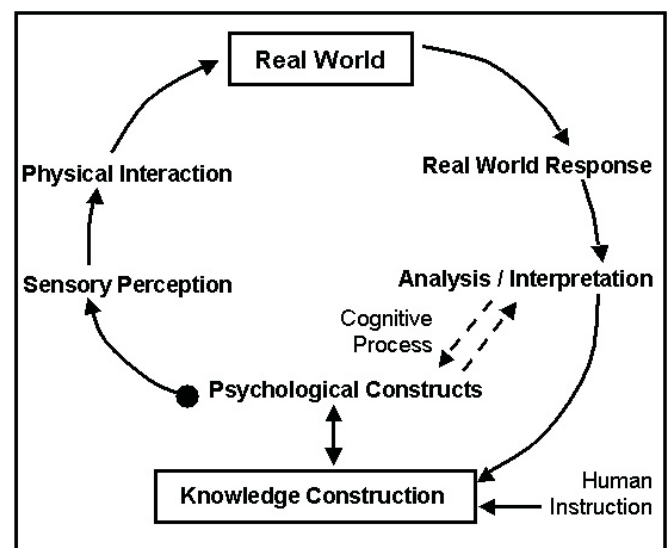 Real World
Physical Interaction
Real World Response
Sensory Perception
Analysis / Interpretation
Cognitive
Process
Psychological Constructs
Knowledge Construction
Human
Instruction